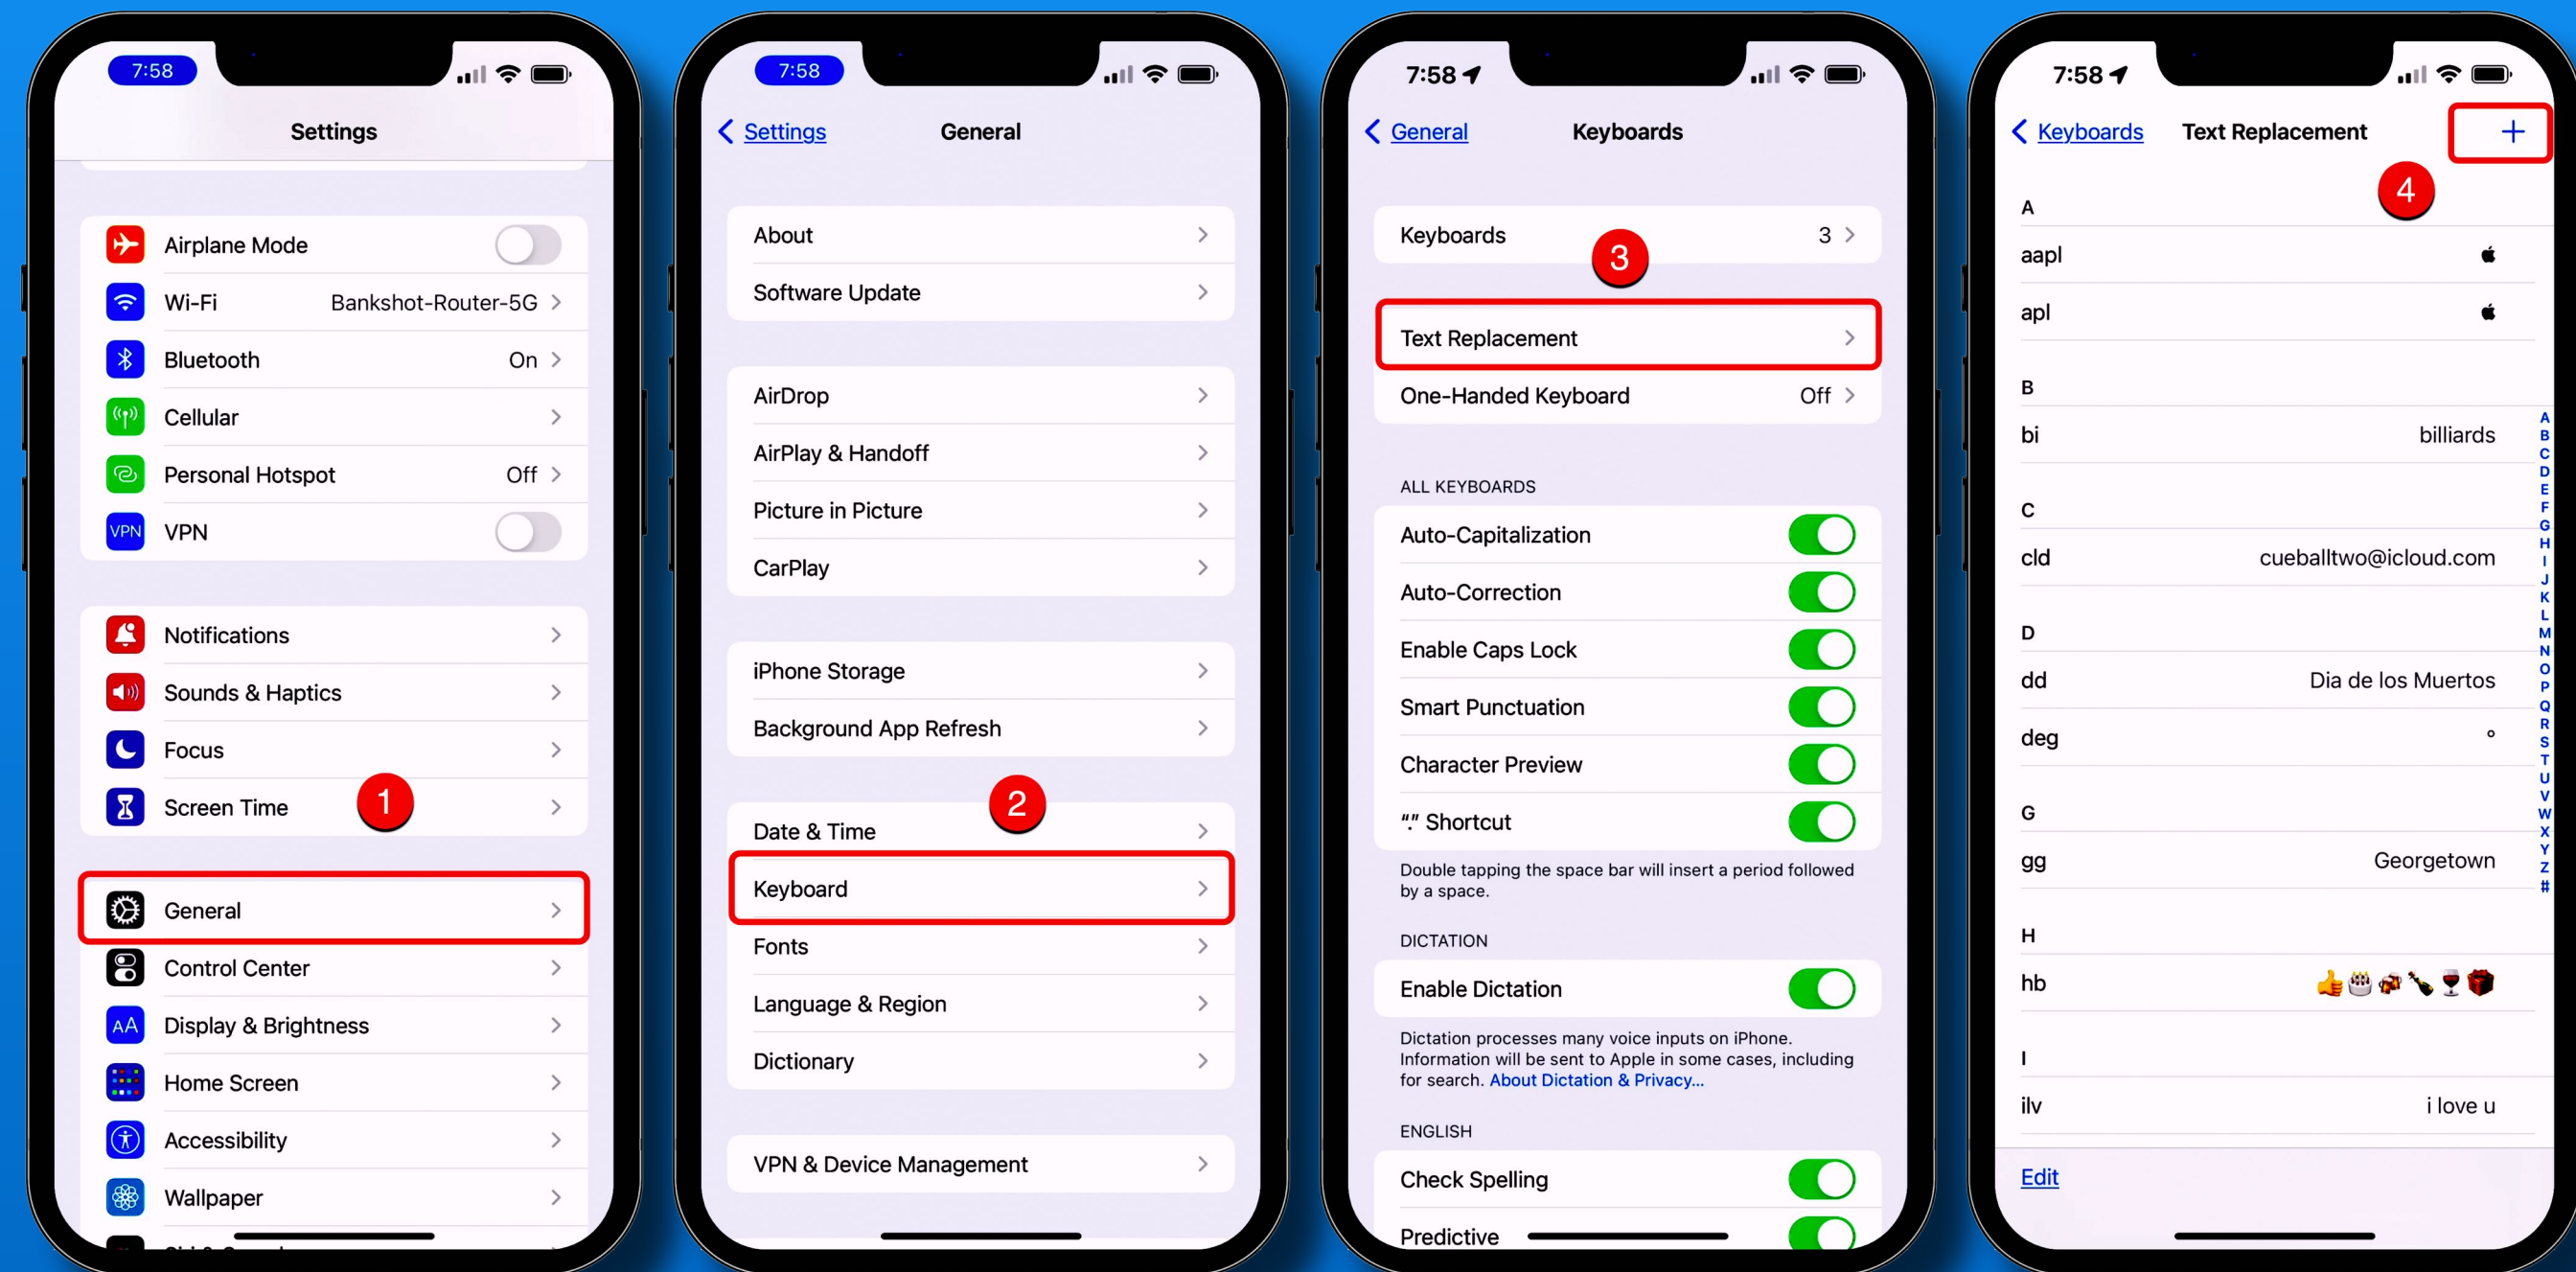 7:58
Settings
Airplane Mode
Wi-Fi Bankshot-Router-5G
Bluetooth On
Cellular
Personal Hotspot Off
VPN VPN
Notifications
Sounds & Haptics
Focus
Screen Time
1
General
Control Center
AA Display & Brightness
Home Screen
Accessibility
Wallpaper
7:58
Settings General
About
Software Update
AirDrop
AirPlay & Handoff
Picture in Picture
CarPlay
iPhone Storage
Background App Refresh
2
Date & Time
Keyboard
Fonts
Language & Region
Dictionary
VPN & Device Management
7:58
General Keyboards
Keyboards 3
3
Text Replacement
One-Handed Keyboard Off
ALL KEYBOARDS
Auto-Capitalization
Auto-Correction
Enable Caps Lock
Smart Punctuation
Character Preview
“.” Shortcut
Double tapping the space bar will insert a period followed
by a space.
DICTATION
Enable Dictation
Dictation processes many voice inputs on iPhone.
Information will be sent to Apple in some cases, including
for search. About Dictation & Privacy...
ENGLISH
Check Spelling
Predictive
7:58
Keyboards Text Replacement +
4
A
aapl
apl
B
bi billiards
C
cld cueballtwo@icloud.com
D
dd Dia de los Muertos
deg °
G
gg Georgetown
H
hb 👍🎂🍻🍾🍷🎁
I
ilv i love u
Edit
A
B
C
D
E
F
G
H
I
J
K
L
M
N
O
P
Q
R
S
T
U
V
W
X
Y
Z
#